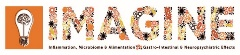 IMAGINE
Inflammation, Microbiome & Alimentation: Gastro-Intestinal & Neuropsychiatric Effects